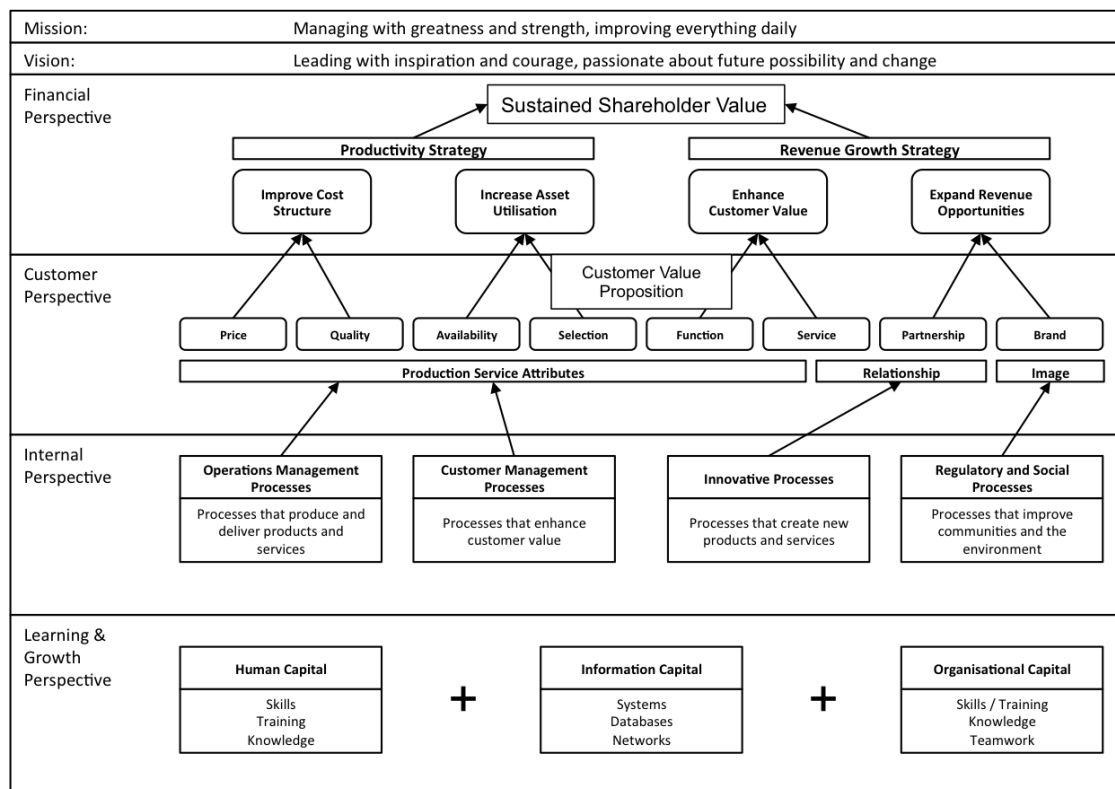 Mission: Managing with greatness and strength, improving everything daily
Vision: Leading with inspiration and courage, passionate about future possibility and change
Financial
Perspective
Sustained Shareholder Value
Productivity Strategy
Revenue Growth Strategy
Improve Cost
Structure
Increase Asset
Utilisation
Enhance
Customer Value
Expand Revenue
Opportunities
Customer
Perspective
Customer Value
Proposition
Price
Quality
Availability
Selection
Function
Service
Partnership
Brand
Production Service Attributes
Relationship
Image
Internal
Perspective
Operations Management
Processes
Processes that produce and
deliver products and
services
Customer Management
Processes
Processes that enhance
customer value
Innovative Processes
Processes that create new
products and services
Regulatory and Social
Processes
Processes that improve
communities and the
environment
Learning &
Growth
Perspective
Human Capital
Skills
Training
Knowledge
+
Information Capital
Systems
Databases
Networks
+
Organisational Capital
Skills / Training
Knowledge
Teamwork